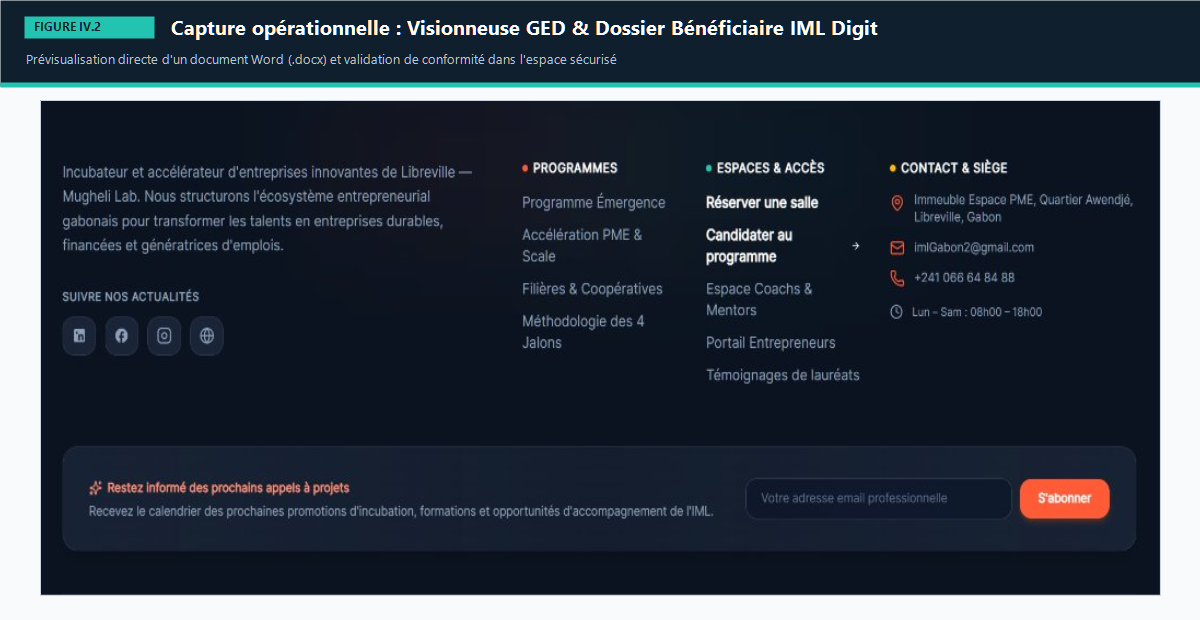 FIGURE IV.2
Capture opérationnelle : Visionneuse GED & Dossier Bénéficiaire IML Digit
Prévisualisation directe d'un document Word (.docx) et validation de conformité dans l'espace sécurisé
Incubateur et accélérateur d'entreprises innovantes de Libreville —
Mugheli Lab. Nous structurons l'écosystème entrepreneurial
gabonais pour transformer les talents en entreprises durables,
financées et génératrices d'emplois.
SUIVRE NOS ACTUALITÉS
PROGRAMMES
Programme Émergence
Accélération PME &
Scale
Filières & Coopératives
Méthodologie des 4
Jalons
ESPACES & ACCÈS
Réserver une salle
Candidater au
programme
Espace Coachs &
Mentors
Portail Entrepreneurs
Témoignages de lauréats
CONTACT & SIÈGE
Immeuble Espace PME, Quartier Awendjé,
Libreville, Gabon
imlGabon2@gmail.com
+241 066 64 84 88
Lun – Sam : 08h00 – 18h00
Restez informé des prochains appels à projets
Recevez le calendrier des prochaines promotions d'incubation, formations et opportunités d'accompagnement de l'IML.
Votre adresse email professionnelle
S'abonner